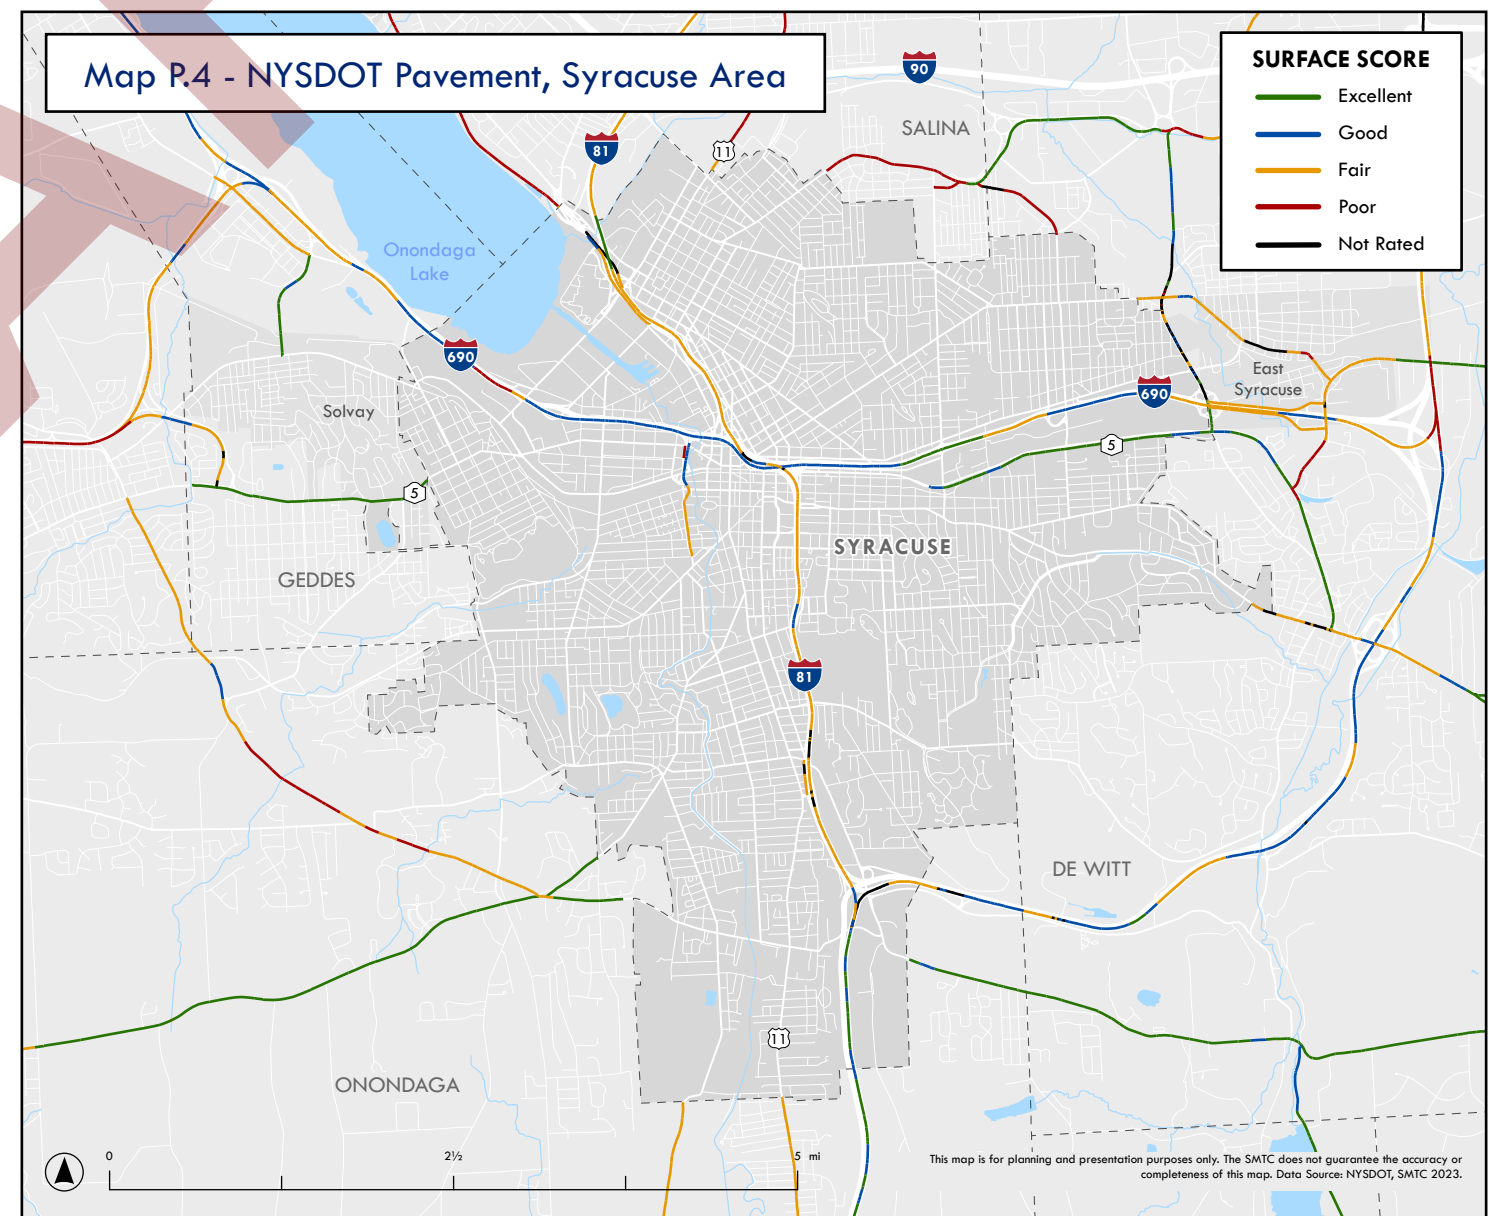 Map P.4 - NYSDOT Pavement, Syracuse Area
SURFACE SCORE
Excellent
Good
Fair
Poor
Not Rated
90
SALINA
81
11
Onondaga
Lake
690
East
Syracuse
690
Solvay
5
5
SYRACUSE
GEDDES
81
DE WITT
11
ONONDAGA
0 2½ 5 mi
This map is for planning and presentation purposes only. The SMTC does not guarantee the accuracy or
completeness of this map. Data Source: NYSDOT, SMTC 2023.